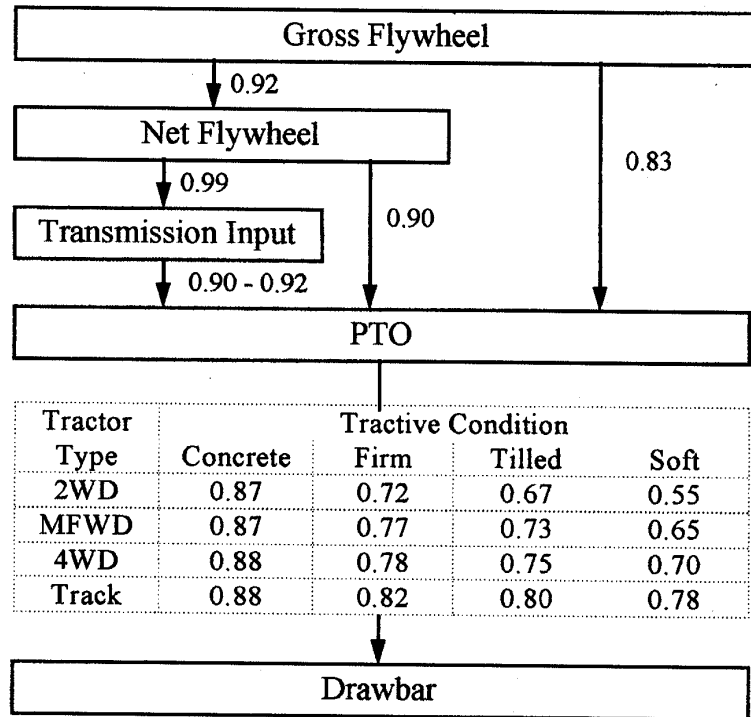 Gross Flywheel
0.92
Net Flywheel
0.83
0.99
0.90
Transmission Input
0.90 - 0.92
PTO
Tractor Tractive Condition
Type Concrete Firm Tilled Soft
2WD 0.87 0.72 0.67 0.55
MFWD 0.87 0.77 0.73 0.65
4WD 0.88 0.78 0.75 0.70
Track 0.88 0.82 0.80 0.78
Drawbar